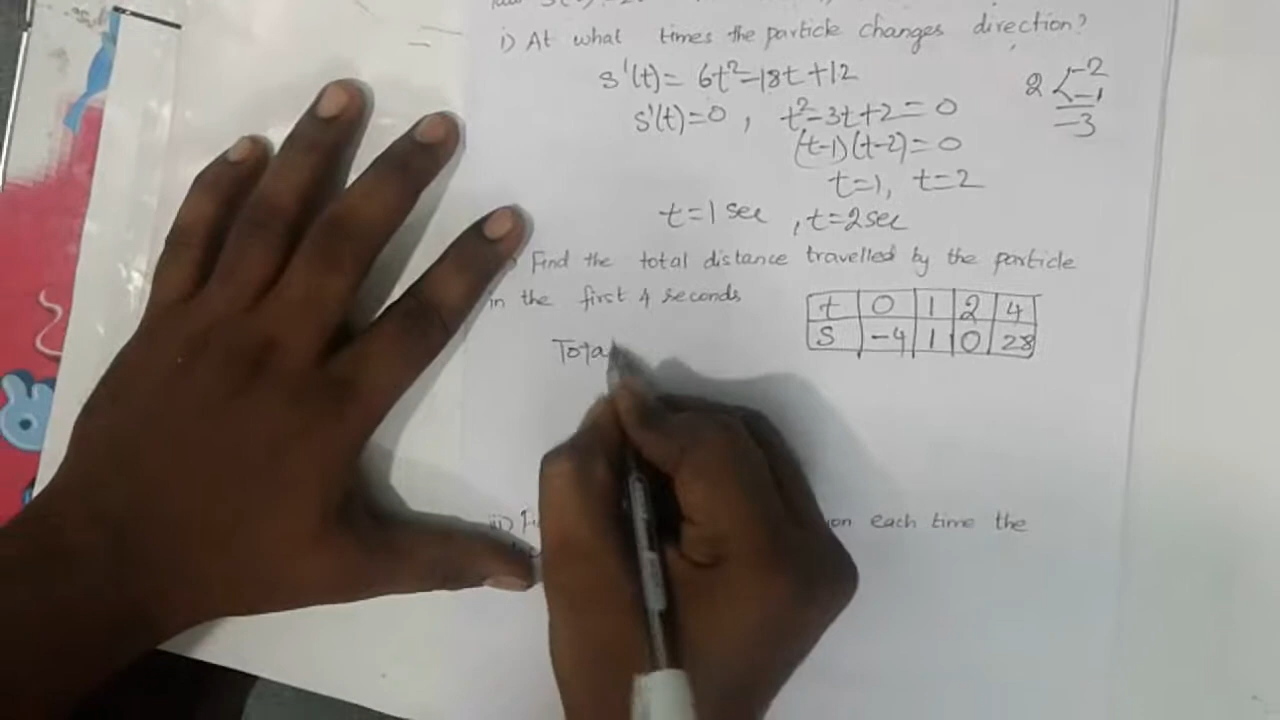 i) At what times the particle changes direction?
s'(t) = 6t²-18t+12
2 < -2
-1
-3
s'(t)=0, t²-3t+2=0
(t-1)(t-2)=0
t=1, t=2
t=1 sec, t=2sec
Find the total distance travelled by the particle
in the first 4 seconds
t 0 1 2 4
S -4 1 0 28
Tota
iii) each time the